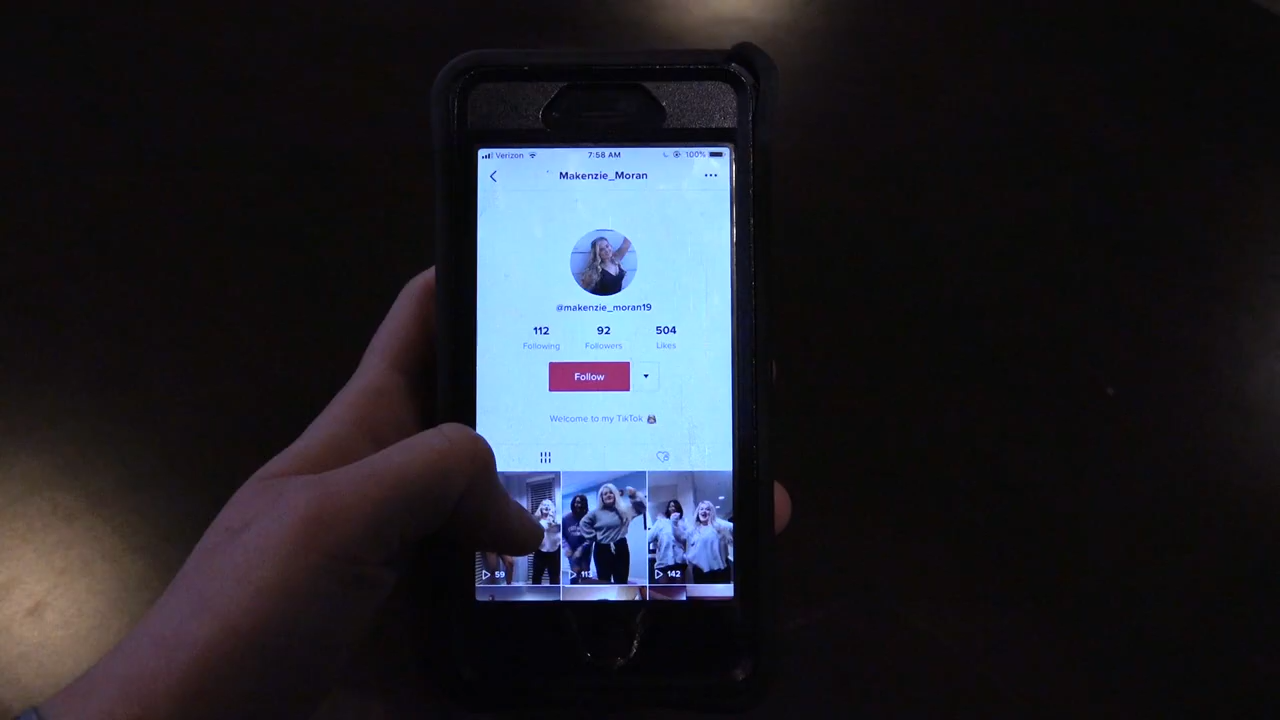 Verizon 7:58 AM 100%
Makenzie_Moran
@makenzie_moran19
112 92 504
Following Followers Likes
Follow
Welcome to my TikTok
59 113 142